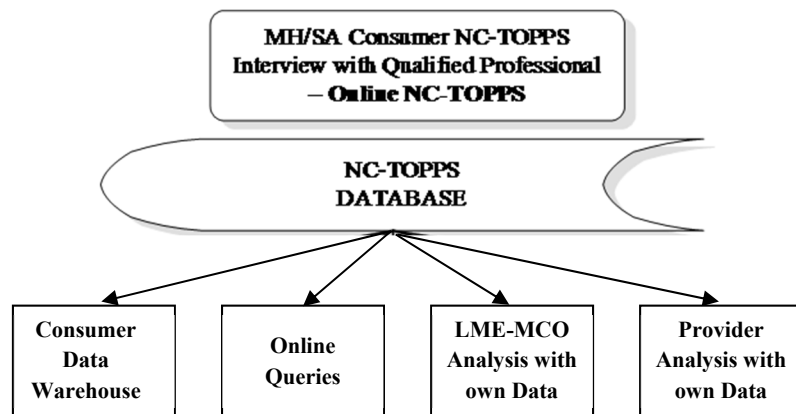 MH/SA Consumer NC-TOPPS
Interview with Qualified Professional
– Online NC-TOPPS
NC-TOPPS
DATABASE
Consumer
Data
Warehouse
Online
Queries
LME-MCO
Analysis with
own Data
Provider
Analysis with
own Data